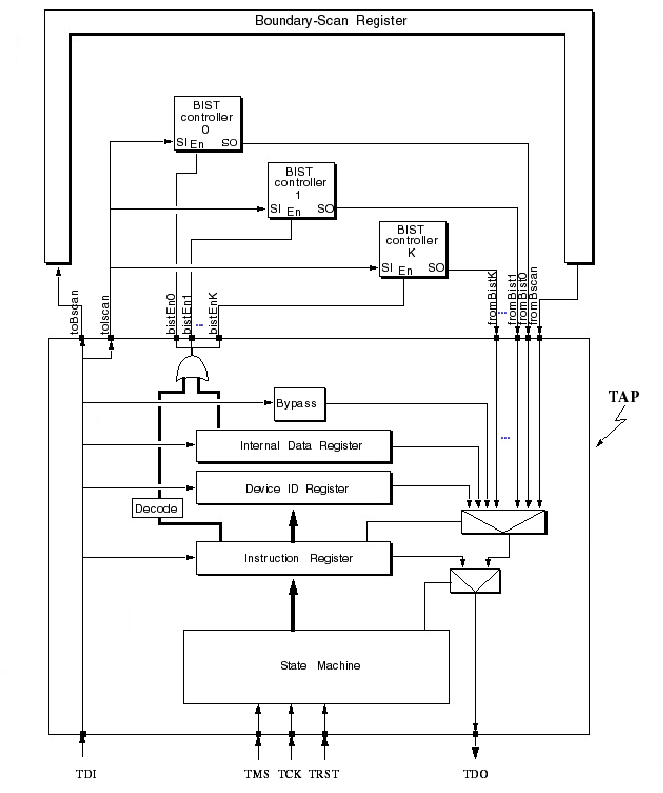 Boundary-Scan Register
BIST
controller
0
SI En SO
BIST
controller
1
SI En SO
BIST
controller
K
SI En SO
toBscan
toIscan
bistEn0
bistEn1
...
bistEnK
fromBistK
...
fromBist1
fromBist0
fromBscan
TAP
Bypass
...
Internal Data Register
Device ID Register
Decode
Instruction Register
State Machine
TDI
TMS TCK TRST
TDO